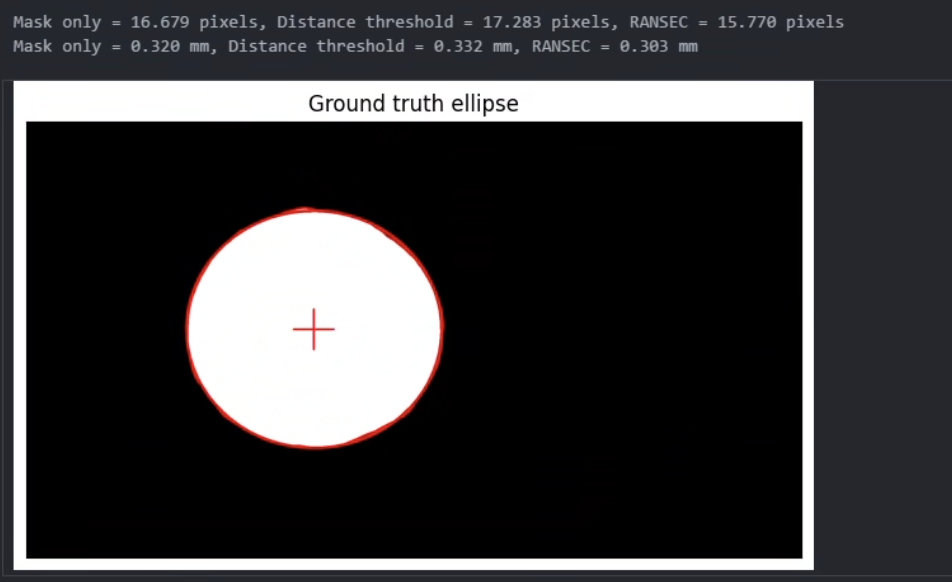 Mask only = 16.679 pixels, Distance threshold = 17.283 pixels, RANSEC = 15.770 pixels
Mask only = 0.320 mm, Distance threshold = 0.332 mm, RANSEC = 0.303 mm
Ground truth ellipse